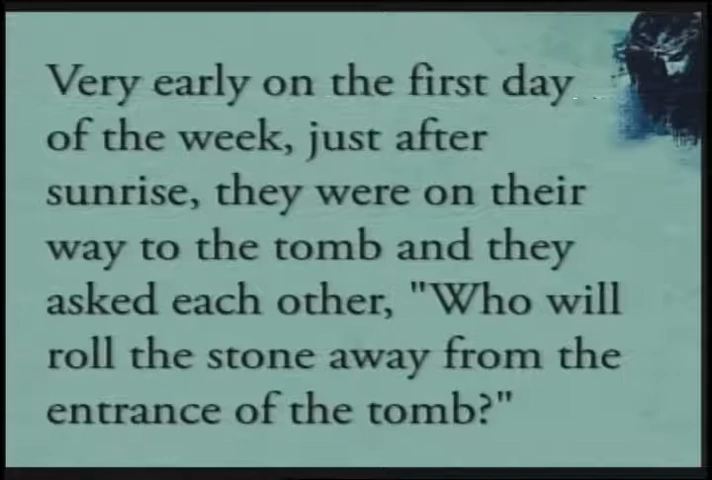 Very early on the first day
of the week, just after
sunrise, they were on their
way to the tomb and they
asked each other, "Who will
roll the stone away from the
entrance of the tomb?"